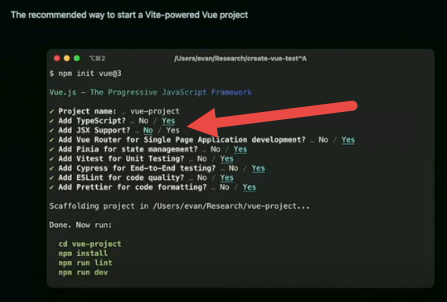 The recommended way to start a Vite-powered Vue project
⌥⌘2 /Users/evan/Research/create-vue-test^A
$ npm init vue@3
Vue.js - The Progressive JavaScript Framework
✔ Project name: … vue-project
✔ Add TypeScript? … No / Yes
✔ Add JSX Support? … No / Yes
✔ Add Vue Router for Single Page Application development? … No / Yes
✔ Add Pinia for state management? … No / Yes
✔ Add Vitest for Unit Testing? … No / Yes
✔ Add Cypress for End-to-End testing? … No / Yes
✔ Add ESLint for code quality? … No / Yes
✔ Add Prettier for code formatting? … No / Yes
Scaffolding project in /Users/evan/Research/vue-project...
Done. Now run:
cd vue-project
npm install
npm run lint
npm run dev